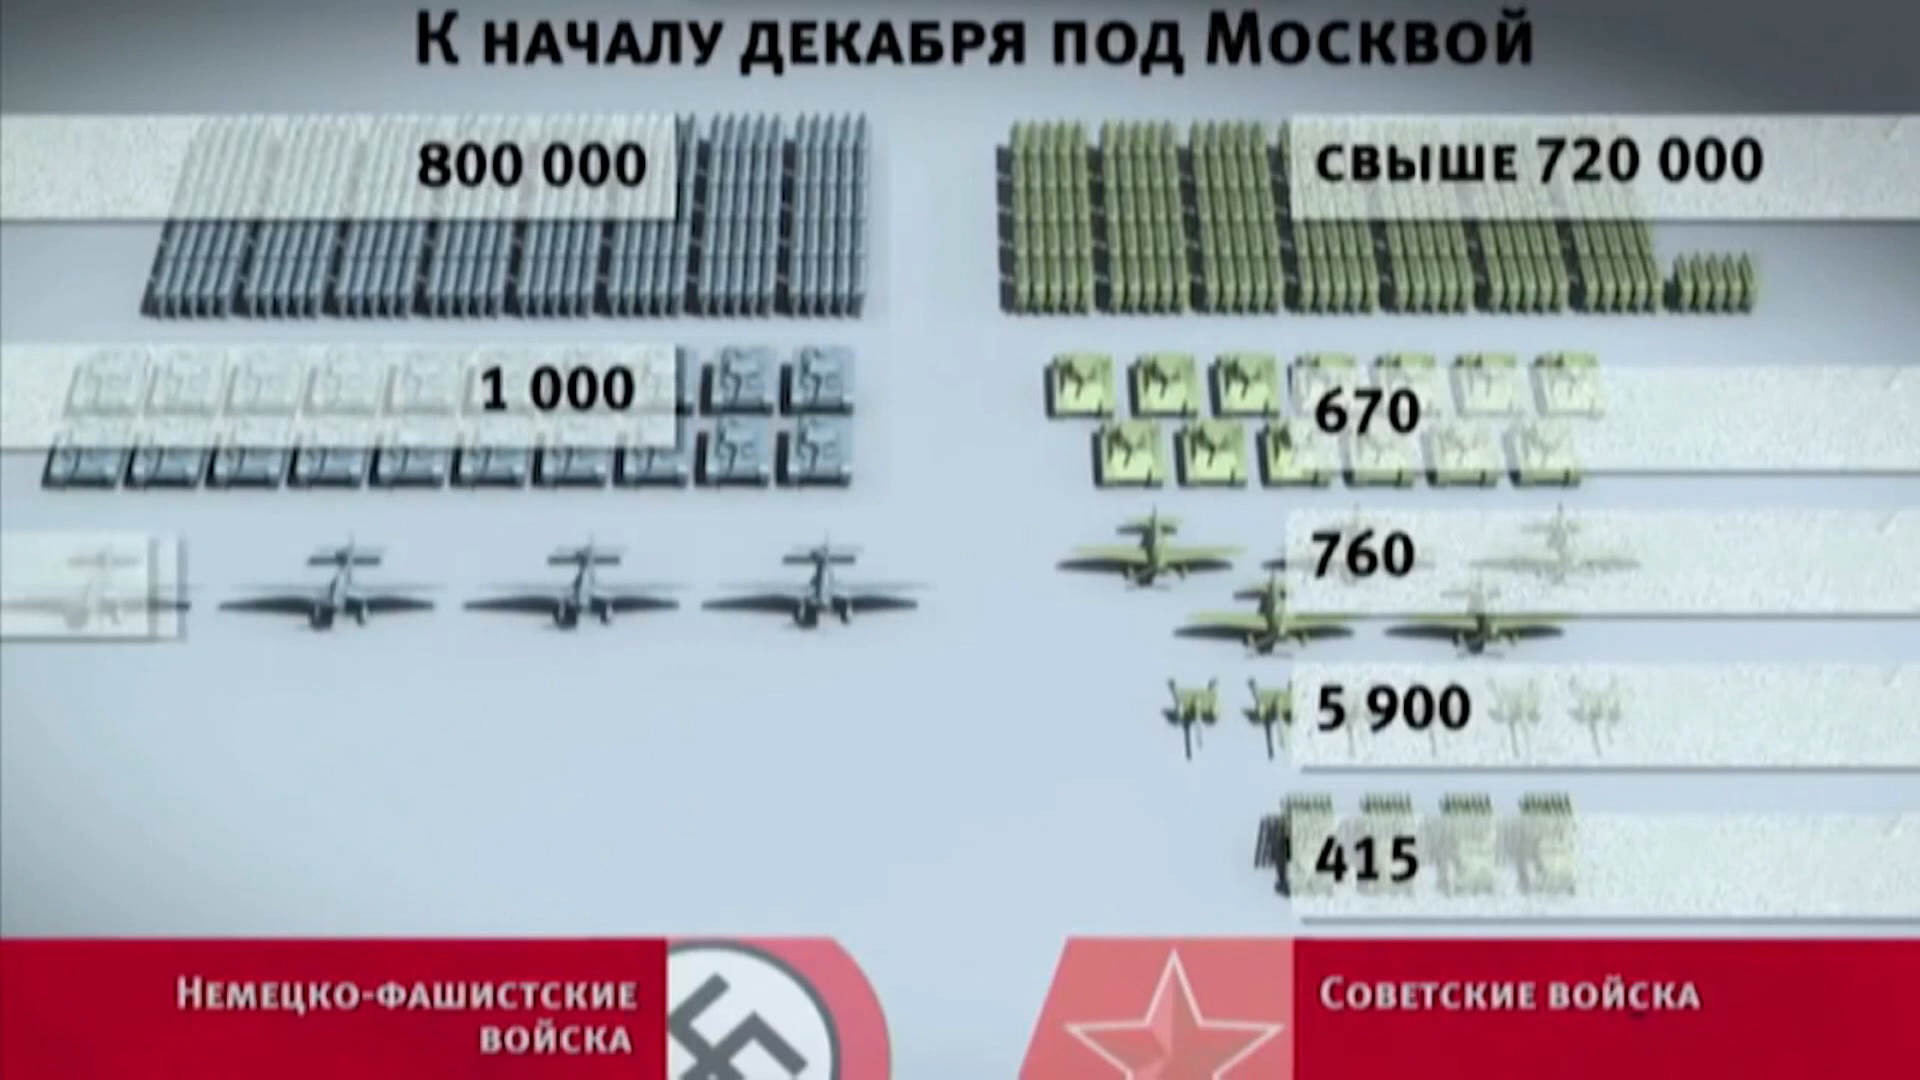 К началу декабря под Москвой
800 000
свыше 720 000
1 000
670
760
5 900
415
Немецко-фашистские
войска
Советские войска